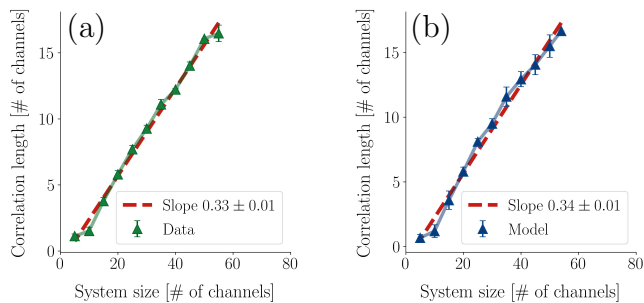 (a)
Correlation length [# of channels]
15
10
5
0
Slope 0.33 ± 0.01
Data
0
20
40
60
80
System size [# of channels]
(b)
Correlation length [# of channels]
15
10
5
0
Slope 0.34 ± 0.01
Model
0
20
40
60
80
System size [# of channels]